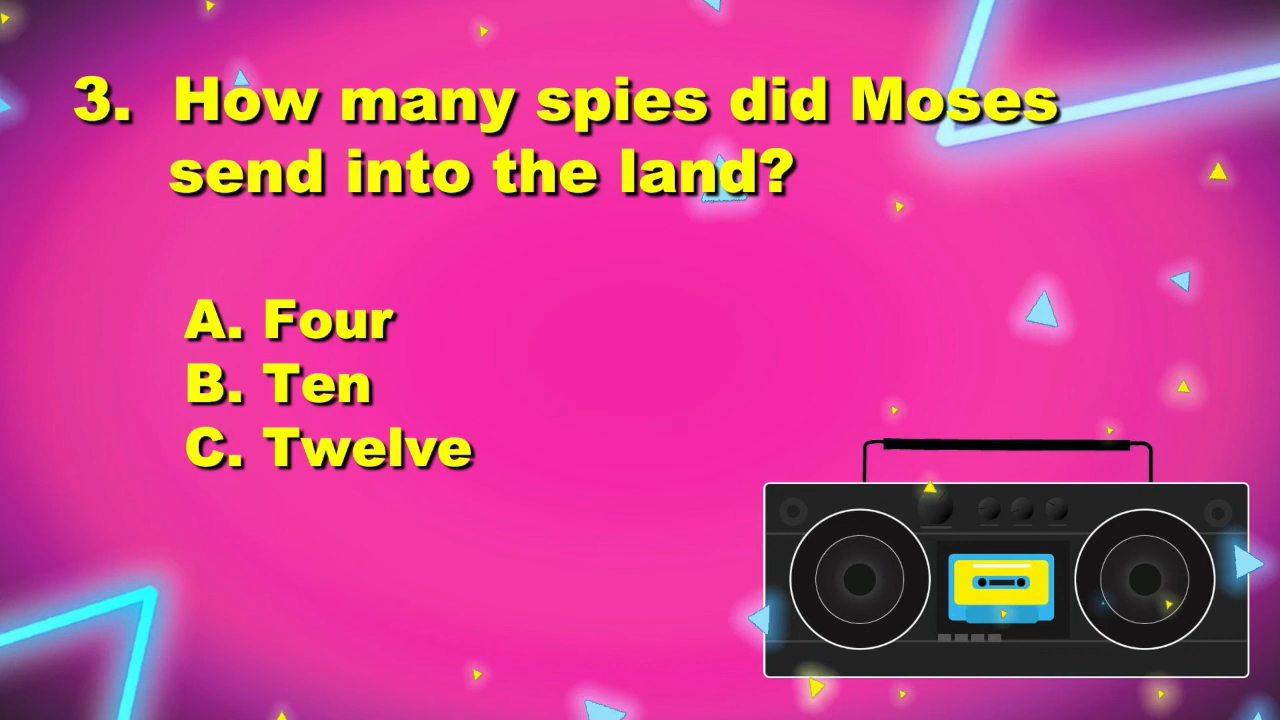 3. How many spies did Moses
send into the land?
A. Four
B. Ten
C. Twelve